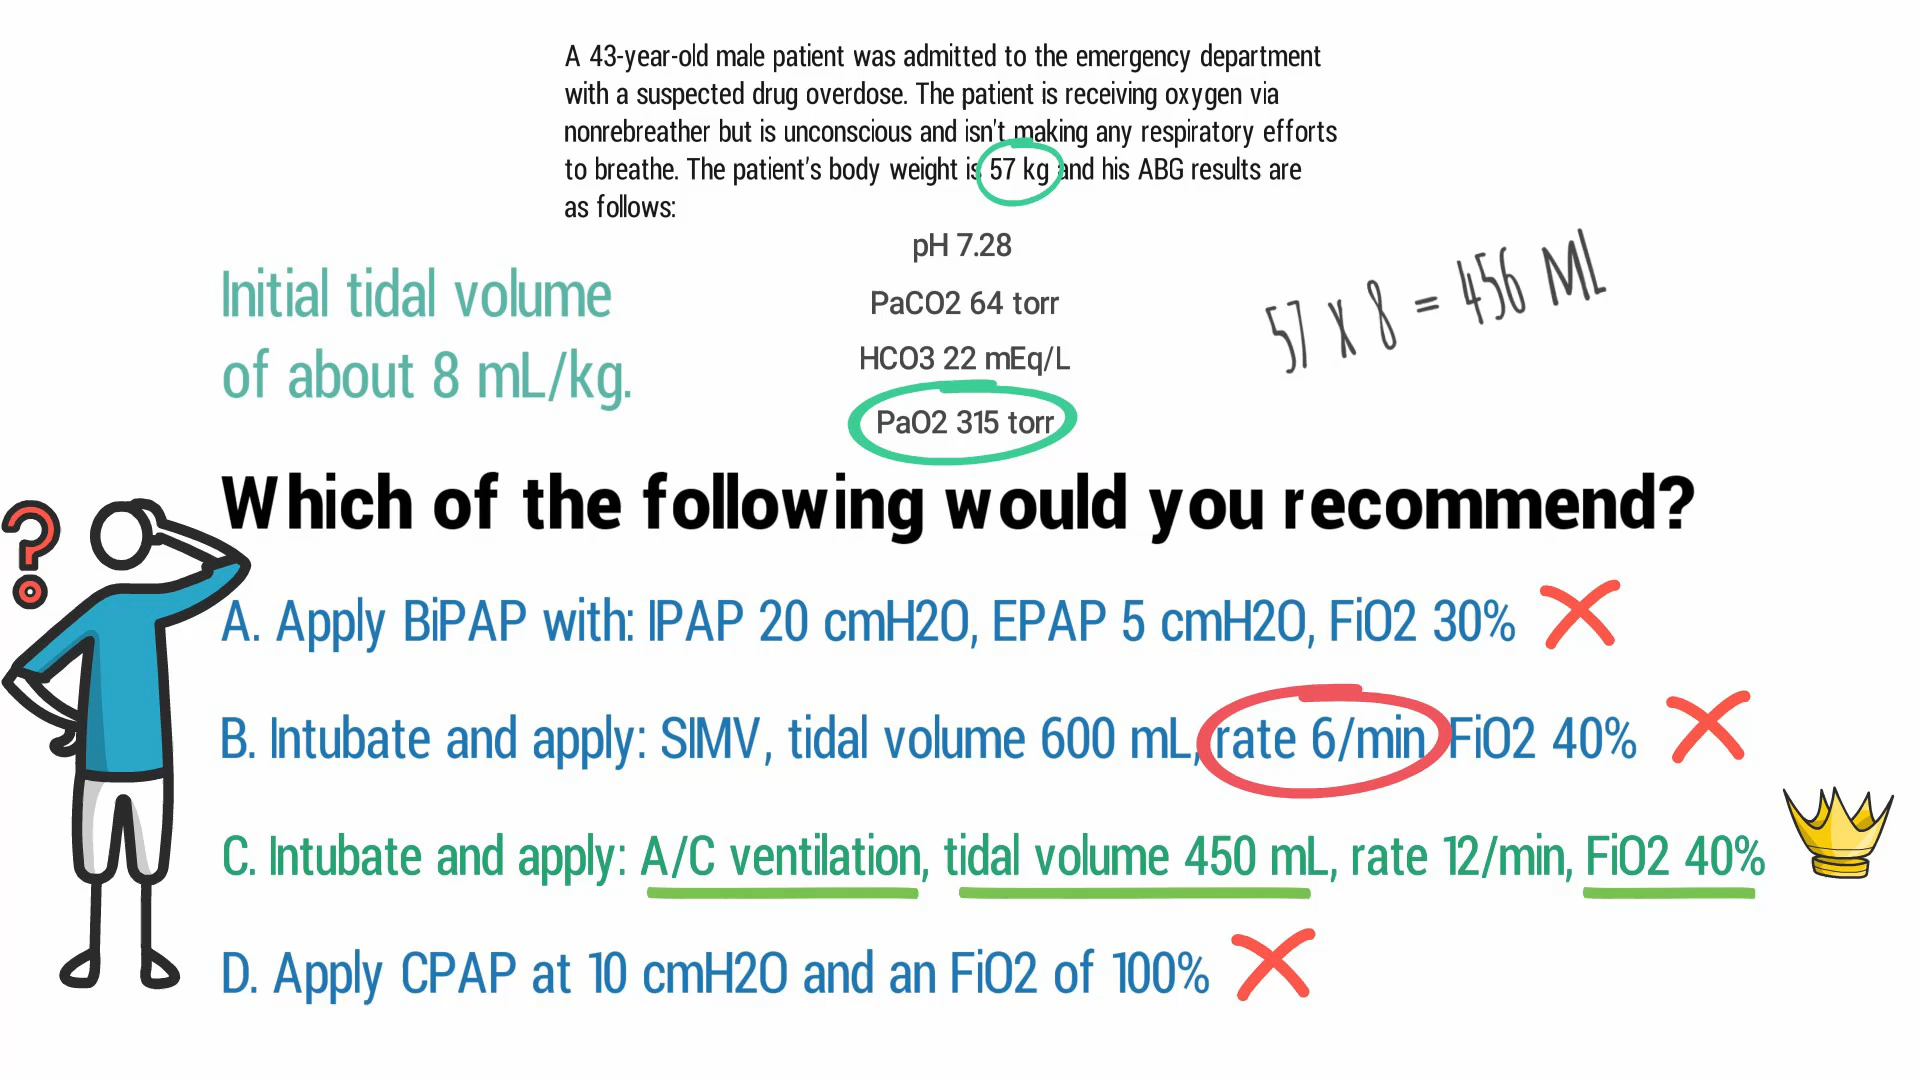 A 43-year-old male patient was admitted to the emergency department
with a suspected drug overdose. The patient is receiving oxygen via
nonrebreather but is unconscious and isn't making any respiratory efforts
to breathe. The patient's body weight is 57 kg and his ABG results are
as follows:
pH 7.28
PaCO2 64 torr
HCO3 22 mEq/L
PaO2 315 torr
Initial tidal volume
of about 8 mL/kg.
57 X 8 = 456 ML
Which of the following would you recommend?
?
A. Apply BiPAP with: IPAP 20 cmH2O, EPAP 5 cmH2O, FiO2 30%
B. Intubate and apply: SIMV, tidal volume 600 mL, rate 6/min, FiO2 40%
C. Intubate and apply: A/C ventilation, tidal volume 450 mL, rate 12/min, FiO2 40%
D. Apply CPAP at 10 cmH2O and an FiO2 of 100%